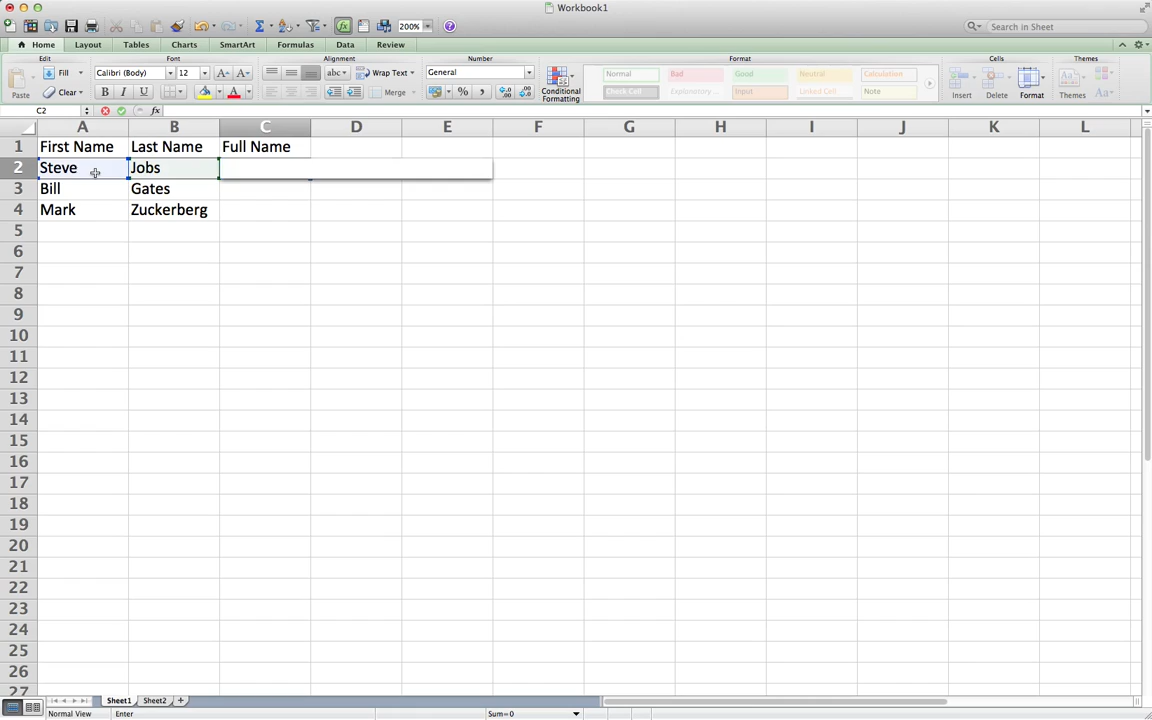 Workbook1
200%
Search in Sheet
Home Layout Tables Charts SmartArt Formulas Data Review
Edit Font Alignment Number Format Cells Themes
Paste
Fill
Clear
Calibri (Body) 12 A A
B I U A
abc Wrap Text
Merge
General
% ,
Conditional Formatting
Normal Bad Good Neutral Calculation
Check Cell Explanatory ... Input Linked Cell Note
Insert Delete Format Themes Aa
C2 fx
A B C D E F G H J K L
1 First Name Last Name Full Name
2 Steve Jobs
3 Bill Gates
4 Mark Zuckerberg
5
6
7
8
9
10
11
12
13
14
15
16
17
18
19
20
21
22
23
24
25
26
27
Sheet1 Sheet2
Normal View Enter Sum=0